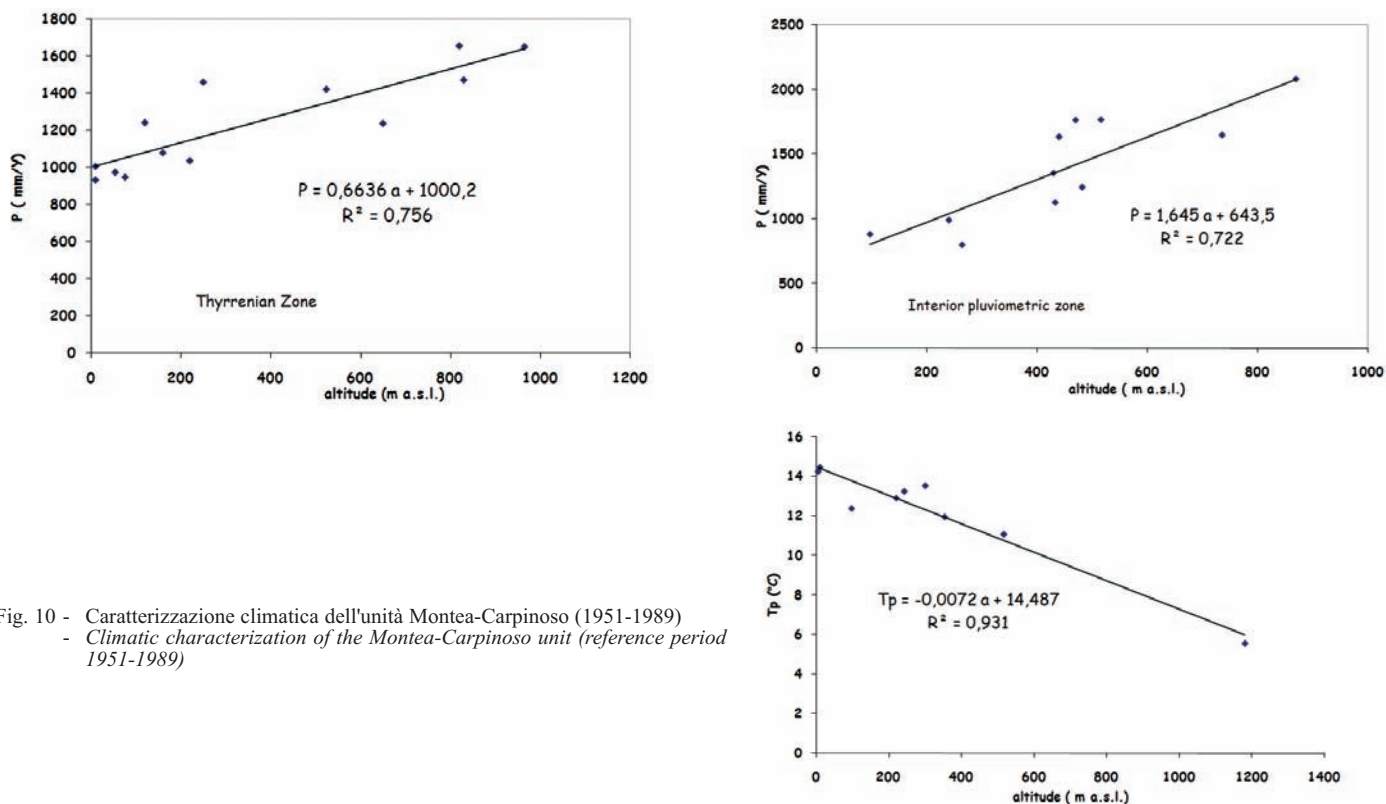 1800
1600
1400
1200
1000
800
600
400
200
0
P ( mm/Y)
P = 0,6636 a + 1000,2
R² = 0,756
Thyrrenian Zone
0 200 400 600 800 1000 1200
altitude (m a.s.l.)
2500
2000
1500
1000
500
0
P ( mm/Y)
P = 1,645 a + 643,5
R² = 0,722
Interior pluviometric zone
0 200 400 600 800 1000
altitude ( m a.s.l.)
16
14
12
10
8
6
4
2
0
Tp (°C)
Tp = -0,0072 a + 14,487
R² = 0,931
0 200 400 600 800 1000 1200 1400
altitude ( m a.s.l.)
Fig. 10 - Caratterizzazione climatica dell'unità Montea-Carpinoso (1951-1989)
- Climatic characterization of the Montea-Carpinoso unit (reference period
1951-1989)